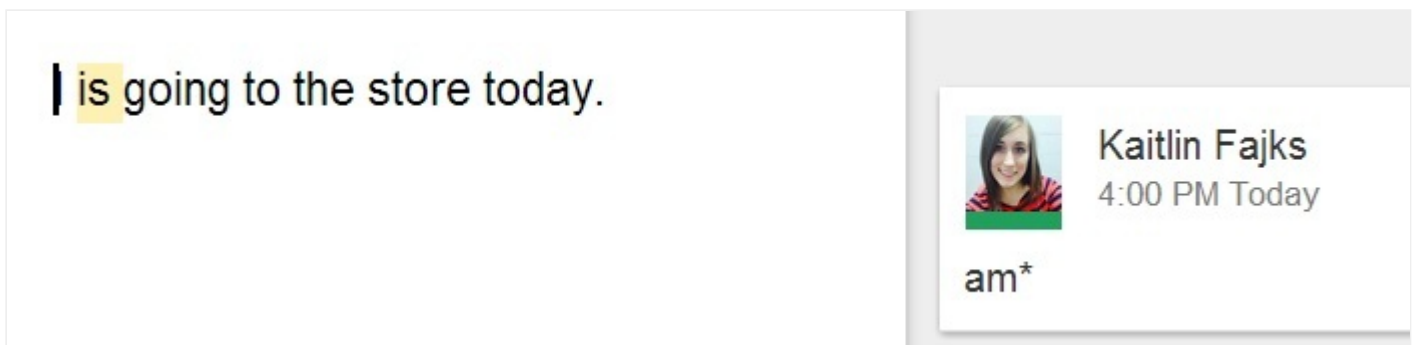 I is going to the store today.
Kaitlin Fajks
4:00 PM Today
am*